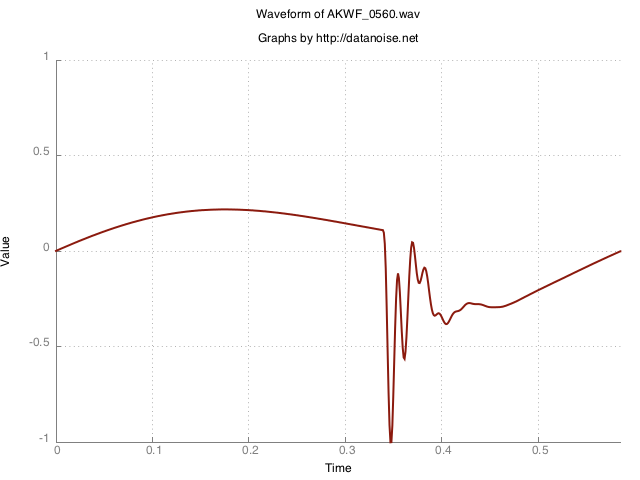 Waveform of AKWF_0560.wav
Graphs by http://datanoise.net
1
0.5
0
-0.5
-1
Value
0 0.1 0.2 0.3 0.4 0.5
Time